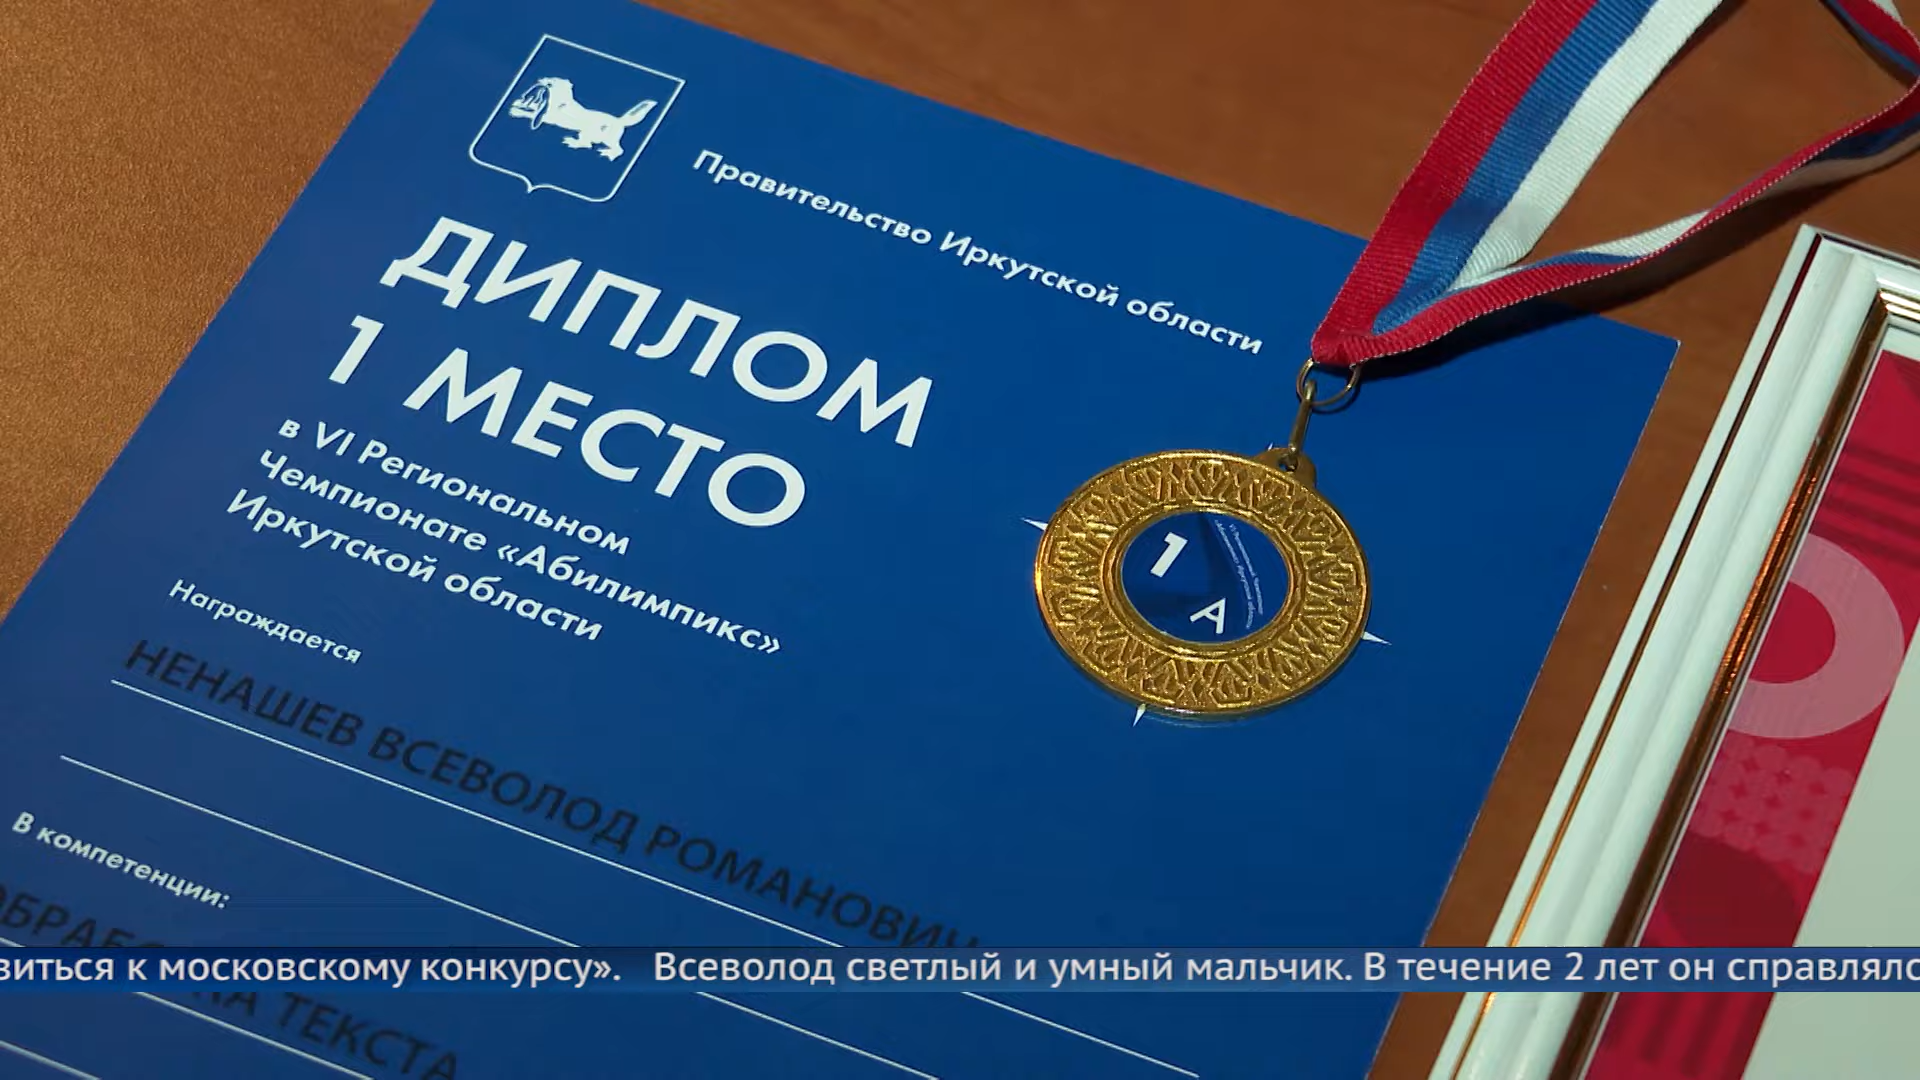 Правительство Иркутской области
ДИПЛОМ
1 МЕСТО
в VI Региональном
Чемпионате «Абилимпикс»
Иркутской области
Награждается
НЕНАШЕВ ВСЕВОЛОД РОМАНОВИЧ
В компетенции:
ТЕКСТА
1
А
виться к московскому конкурсу». Всеволод светлый и умный мальчик. В течение 2 лет он справлялс